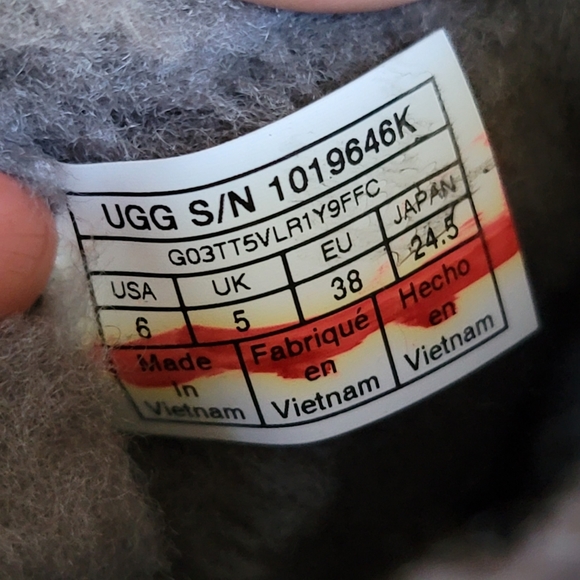 UGG S/N 1019646K
G03TT5VLR1Y9FFC
USA UK EU JAPAN
6 5 38 24.5
Made In Vietnam
Fabriqué en Vietnam
Hecho en Vietnam